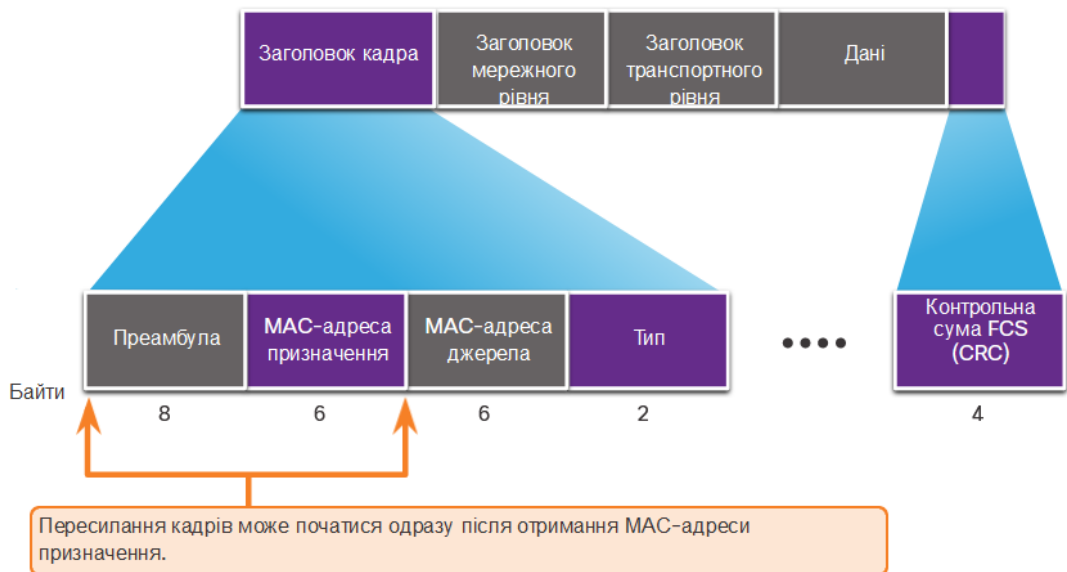 Заголовок кадра
Заголовок
мережного
рівня
Заголовок
транспортного
рівня
Дані
Преамбула
MAC-адреса
призначення
MAC-адреса
джерела
Тип
Контрольна
сума FCS
(CRC)
Байти
8
6
6
2
4
Пересилання кадрів може початися одразу після отримання MAC-адреси
призначення.